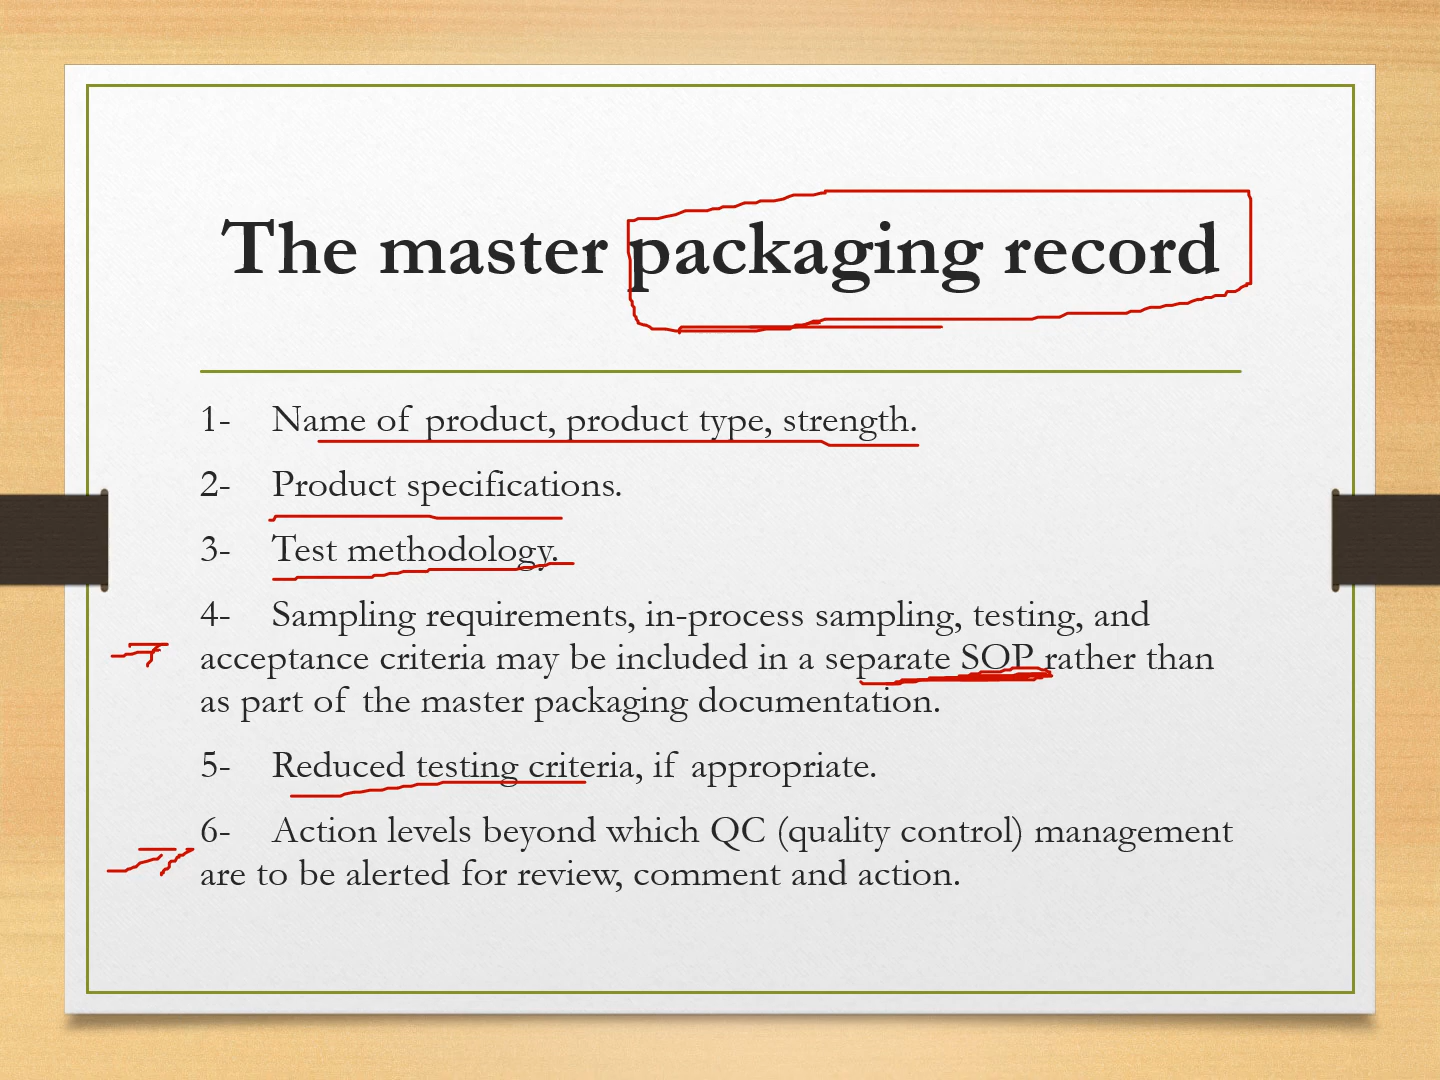 The master packaging record
1- Name of product, product type, strength.
2- Product specifications.
3- Test methodology.
4- Sampling requirements, in-process sampling, testing, and
acceptance criteria may be included in a separate SOP rather than
as part of the master packaging documentation.
5- Reduced testing criteria, if appropriate.
6- Action levels beyond which QC (quality control) management
are to be alerted for review, comment and action.